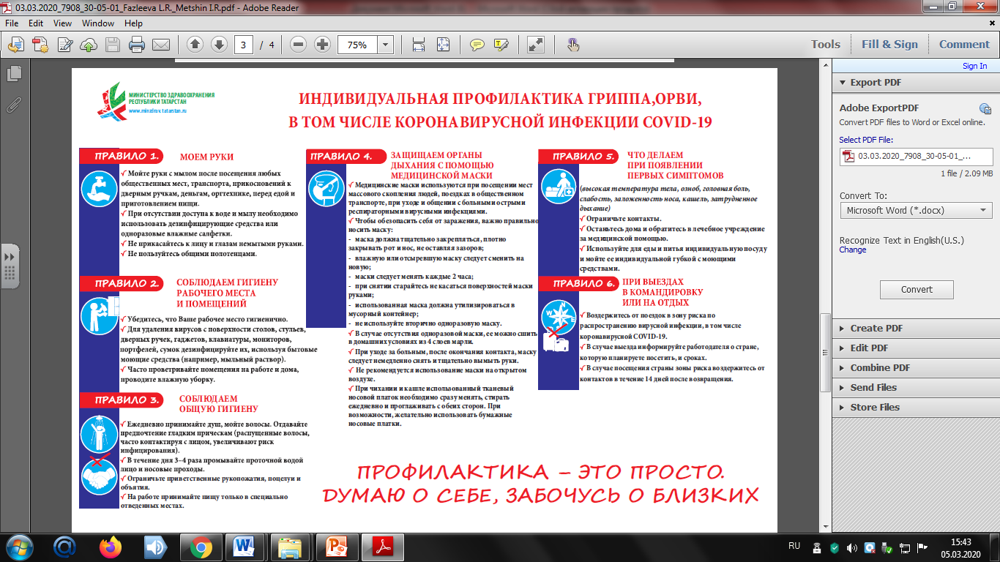 03.03.2020_7908_30-05-01_Fazleeva L.R._Metshin I.R.pdf - Adobe Reader
File Edit View Window Help
3 / 4
75%
Tools
Fill & Sign
Comment
МИНИСТЕРСТВО ЗДРАВООХРАНЕНИЯ
РЕСПУБЛИКИ ТАТАРСТАН
www.minzdrav.tatarstan.ru
ИНДИВИДУАЛЬНАЯ ПРОФИЛАКТИКА ГРИППА,ОРВИ,
В ТОМ ЧИСЛЕ КОРОНАВИРУСНОЙ ИНФЕКЦИИ COVID-19
ПРАВИЛО 1.
МОЕМ РУКИ
√ Мойте руки с мылом после посещения любых
общественных мест, транспорта, прикосновений к
дверным ручкам, деньгам, оргтехнике, перед едой и
приготовлением пищи.
√ При отсутствии доступа к воде и мылу необходимо
использовать дезинфицирующие средства или
одноразовые влажные салфетки.
√ Не прикасайтесь к лицу и глазам немытыми руками.
√ Не пользуйтесь общими полотенцами.
ПРАВИЛО 2.
СОБЛЮДАЕМ ГИГИЕНУ
РАБОЧЕГО МЕСТА
И ПОМЕЩЕНИЙ
√ Убедитесь, что Ваше рабочее место гигиенично.
√ Для удаления вирусов с поверхности столов, стульев,
дверных ручек, гаджетов, клавиатуры, мониторов,
портфелей, сумок дезинфицируйте их, используя бытовые
моющие средства (например, мыльный раствор).
√ Часто проветривайте помещения на работе и дома,
проводите влажную уборку.
ПРАВИЛО 3.
СОБЛЮДАЕМ
ОБЩУЮ ГИГИЕНУ
√ Ежедневно принимайте душ, мойте волосы. Отдавайте
предпочтение гладким прическам (распущенные волосы,
часто контактируя с лицом, увеличивают риск
инфицирования).
√ В течение дня 3–4 раза промывайте проточной водой
лицо и носовые проходы.
√ Ограничьте приветственные рукопожатия, поцелуи и
объятия.
√ На работе принимайте пищу только в специально
отведенных местах.
ПРАВИЛО 4.
ЗАЩИЩАЕМ ОРГАНЫ
ДЫХАНИЯ С ПОМОЩЬЮ
МЕДИЦИНСКОЙ МАСКИ
√ Медицинские маски используются при посещении мест
массового скопления людей, поездках в общественном
транспорте, при уходе и общении с больными острыми
респираторными вирусными инфекциями.
√ Чтобы обезопасить себя от заражения, важно правильно
носить маску:
- маска должна тщательно закрепляться, плотно
закрывать рот и нос, не оставляя зазоров;
- влажную или отсыревшую маску следует сменить на
новую;
- маски следует менять каждые 2 часа;
- при снятии старайтесь не касаться поверхностей маски
руками;
- использованная маска должна утилизироваться в
мусорный контейнер;
- не используйте вторично одноразовую маску.
√ В случае отсутствия одноразовой маски, ее можно сшить
в домашних условиях из 4 слоев марли.
√ При уходе за больным, после окончания контакта, маску
следует немедленно снять и тщательно вымыть руки.
√ Не рекомендуется использование маски на открытом
воздухе.
√ При чихании и кашле использованный тканевый
носовой платок необходимо сразу менять, стирать
ежедневно и проглаживать с обеих сторон. При
возможности, желательно использовать бумажные
носовые платки.
ПРАВИЛО 5.
ЧТО ДЕЛАЕМ
ПРИ ПОЯВЛЕНИИ
ПЕРВЫХ СИМПТОМОВ
(высокая температура тела, озноб, головная боль,
слабость, заложенность носа, кашель, затрудненное
дыхание)
√ Ограничьте контакты.
√ Останьтесь дома и обратитесь в лечебное учреждение
за медицинской помощью.
√ Используйте для еды и питья индивидуальную посуду
и мойте ее индивидуальной губкой с моющими
средствами.
ПРАВИЛО 6.
ПРИ ВЫЕЗДАХ
В КОМАНДИРОВКУ
ИЛИ НА ОТДЫХ
N
E
S
W
√ Воздержитесь от поездок в зону риска по
распространению вирусной инфекции, в том числе
коронавирусной COVID-19.
√ В случае выезда информируйте работодателя о стране,
которую планируете посетить, и сроках.
√ В случае посещения страны зоны риска воздержитесь от
контактов в течение 14 дней после возвращения.
ПРОФИЛАКТИКА – ЭТО ПРОСТО.
ДУМАЮ О СЕБЕ, ЗАБОЧУСЬ О БЛИЗКИХ
Sign In
Export PDF
Adobe ExportPDF
Convert PDF files to Word or Excel online.
Select PDF File:
03.03.2020_7908_30-05-01_...
1 file / 2.09 MB
Convert To:
Microsoft Word (*.docx)
Recognize Text in English(U.S.)
Change
Convert
Create PDF
Edit PDF
Combine PDF
Send Files
Store Files
RU
15:43
05.03.2020